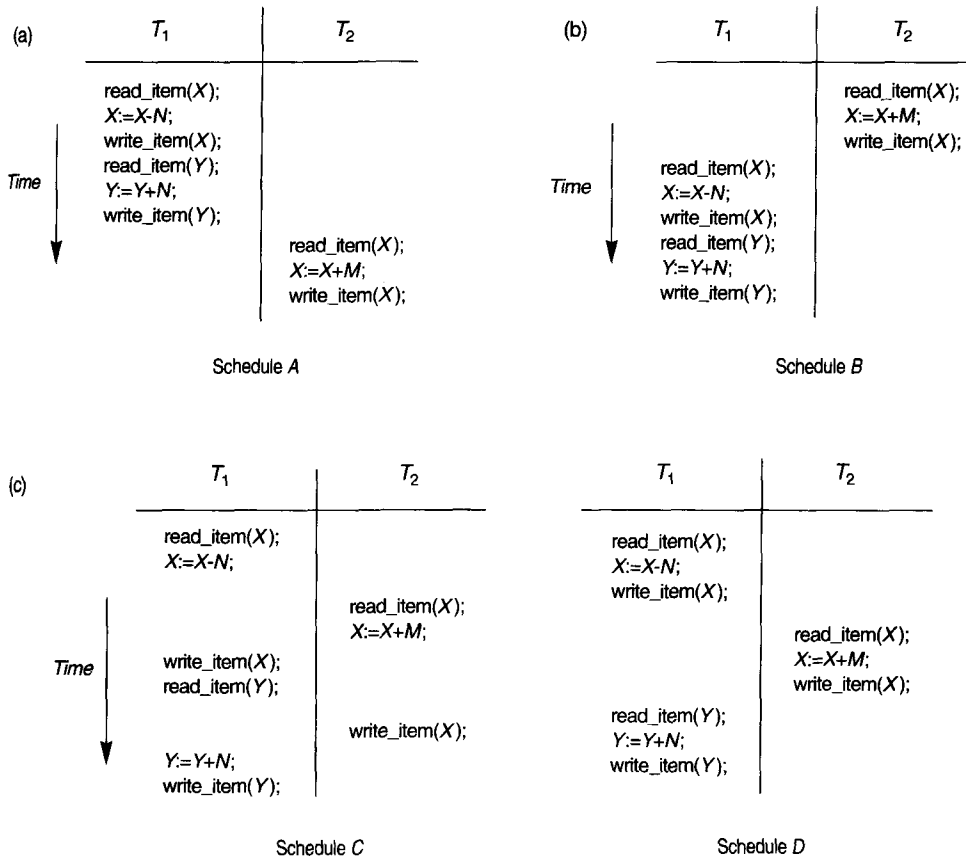 (a)
T1 T2
read_item(X);
X:=X-N;
write_item(X);
read_item(Y);
Y:=Y+N;
write_item(Y);
read_item(X);
X:=X+M;
write_item(X);
Time
Schedule A
(b)
T1 T2
read_item(X);
X:=X+M;
write_item(X);
read_item(X);
X:=X-N;
write_item(X);
read_item(Y);
Y:=Y+N;
write_item(Y);
Time
Schedule B
(c)
T1 T2
read_item(X);
X:=X-N;
read_item(X);
X:=X+M;
write_item(X);
read_item(Y);
write_item(X);
Y:=Y+N;
write_item(Y);
Time
Schedule C
T1 T2
read_item(X);
X:=X-N;
write_item(X);
read_item(X);
X:=X+M;
write_item(X);
read_item(Y);
Y:=Y+N;
write_item(Y);
Schedule D